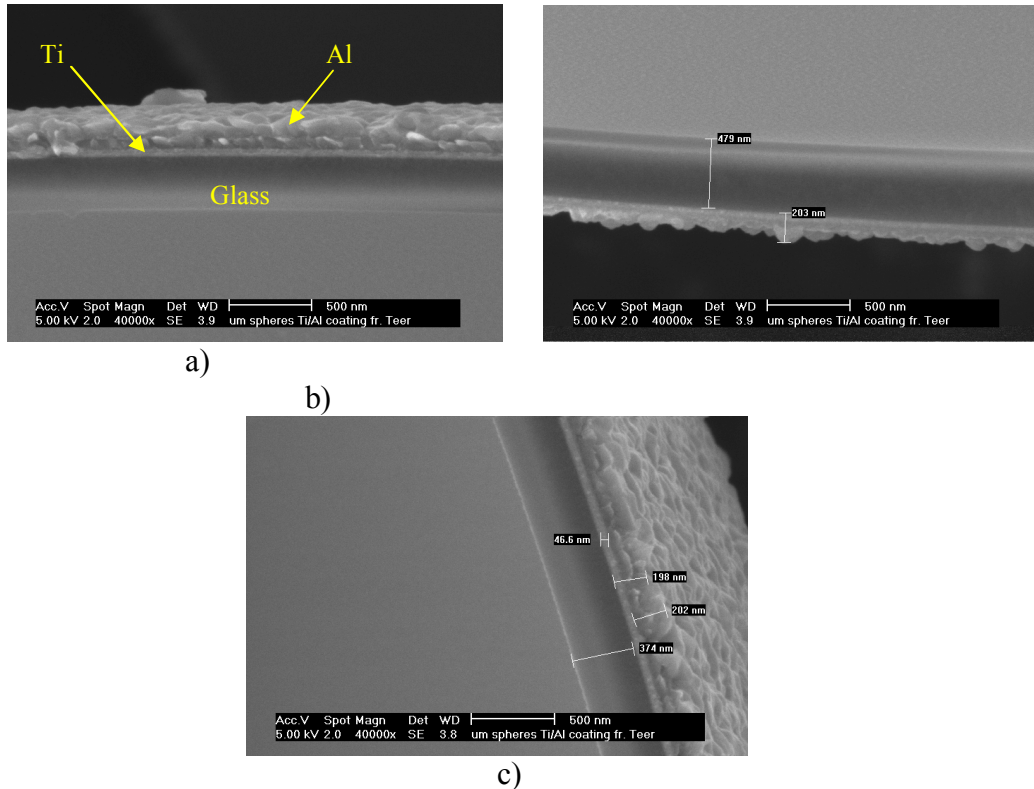 Ti
Al
Glass
Acc.V Spot Magn Det WD 500 nm
5.00 kV 2.0 40000x SE 3.9 um spheres Ti/Al coating fr. Teer
479 nm
203 nm
Acc.V Spot Magn Det WD 500 nm
5.00 kV 2.0 40000x SE 3.9 um spheres Ti/Al coating fr. Teer
a)
b)
46.6 nm
198 nm
202 nm
374 nm
Acc.V Spot Magn Det WD 500 nm
5.00 kV 2.0 40000x SE 3.8 um spheres Ti/Al coating fr. Teer
c)